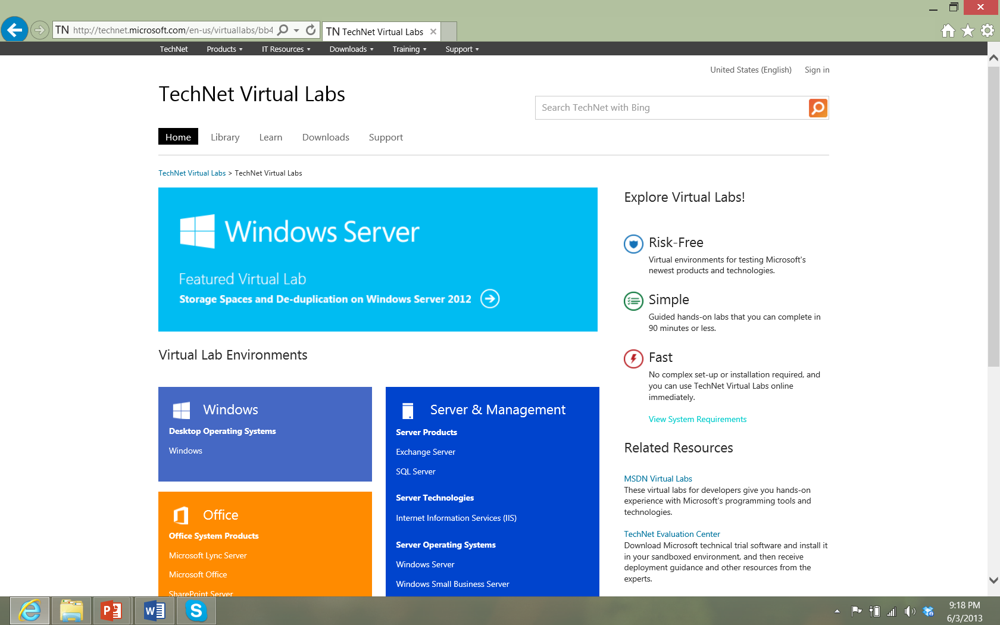 TN http://technet.microsoft.com/en-us/virtuallabs/bb4
TN TechNet Virtual Labs
TechNet Products IT Resources Downloads Training Support
United States (English) Sign in
TechNet Virtual Labs
Search TechNet with Bing
Home Library Learn Downloads Support
TechNet Virtual Labs > TechNet Virtual Labs
Windows Server
Featured Virtual Lab
Storage Spaces and De-duplication on Windows Server 2012
Virtual Lab Environments
Windows
Desktop Operating Systems
Windows
Office
Office System Products
Microsoft Lync Server
Microsoft Office
SharePoint Server
Server & Management
Server Products
Exchange Server
SQL Server
Server Technologies
Internet Information Services (IIS)
Server Operating Systems
Windows Server
Windows Small Business Server
Explore Virtual Labs!
Risk-Free
Virtual environments for testing Microsoft's
newest products and technologies.
Simple
Guided hands-on labs that you can complete in
90 minutes or less.
Fast
No complex set-up or installation required, and
you can use TechNet Virtual Labs online
immediately.
View System Requirements
Related Resources
MSDN Virtual Labs
These virtual labs for developers give you hands-on
experience with Microsoft's programming tools and
technologies.
TechNet Evaluation Center
Download Microsoft technical trial software and install it
in your sandboxed environment, and then receive
deployment guidance and other resources from the
experts.
9:18 PM
6/3/2013